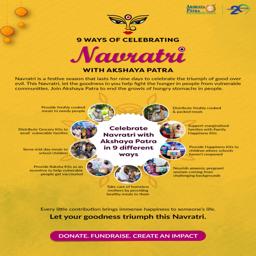 AKSHAYA
PATRA
9 WAYS OF CELEBRATING
Navratri
WITH AKSHAYA PATRA
Navratri is a festive season that lasts for nine days to celebrate the triumph of good over
evil. This Navratri, let the goodness in you help fight the hunger in people from vulnerable
communities. Join Akshaya Patra to end the growls of hungry stomachs in people.
Provide freshly cooked
meal to needy people
Distribute freshly cooked
& packed meals
Distribute Grocery Kits to
vulnerable families
Support marginalised
families with Family
Happiness Kits
Celebrate
Navratri with
Akshaya Patra
in 9 different
ways
Serve mid-day meals to
school children
Provide Happiness Kits to
children whose schools
haven't reopened
Provide Raksha Kits as an
incentive to help vulnerable
people get vaccinated
Nourish anaemic pregnant
women coming from
challenging backgrounds
Take care of homeless
mothers by providing
healthy meals to them
Every little contribution brings immense happiness to someone's life.
Let your goodness triumph this Navratri.
DONATE. FUNDRAISE. CREATE AN IMPACT